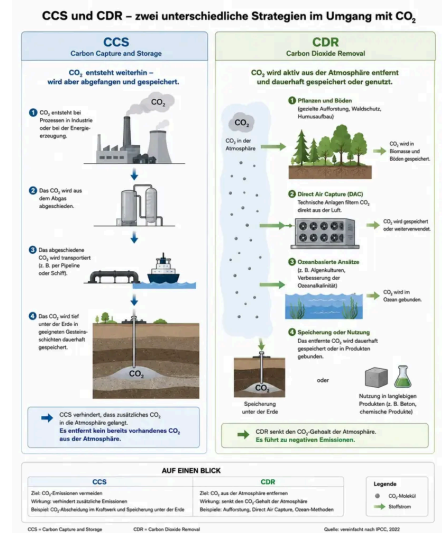 CCS und CDR – zwei unterschiedliche Strategien im Umgang mit CO₂
CCS
Carbon Capture and Storage
CO₂ entsteht weiterhin –
wird aber abgefangen und gespeichert.
1 CO₂ entsteht bei
Prozessen in Industrie
oder bei der Energie-
erzeugung.
CO₂
2 Das CO₂ wird aus
dem Abgas
abgeschieden.
3 Das abgeschiedene
CO₂ wird transportiert
(z. B. per Pipeline
oder Schiff).
4 Das CO₂ wird tief
unter der Erde in
geeigneten Gesteins-
schichten dauerhaft
gespeichert.
CO₂
CCS verhindert, dass zusätzliches CO₂
in die Atmosphäre gelangt.
Es entfernt kein bereits vorhandenes CO₂
aus der Atmosphäre.
CDR
Carbon Dioxide Removal
CO₂ wird aktiv aus der Atmosphäre entfernt
und dauerhaft gespeichert oder genutzt.
CO₂
CO₂ in der
Atmosphäre
1 Pflanzen und Böden
(gezielte Aufforstung, Waldschutz,
Humusaufbau)
CO₂ wird in
Biomasse und
Böden gespeichert.
2 Direct Air Capture (DAC)
Technische Anlagen filtern CO₂
direkt aus der Luft.
CO₂ wird gespeichert
oder weiterverwendet.
3 Ozeanbasierte Ansätze
(z. B. Algenkulturen,
Verbesserung der
Ozeanalkalinität)
CO₂ wird im
Ozean gebunden.
4 Speicherung oder Nutzung
Das entfernte CO₂ wird dauerhaft
gespeichert oder in Produkten
gebunden.
CO₂
Speicherung
unter der Erde
oder
Nutzung in langlebigen
Produkten (z. B. Beton,
chemische Produkte)
CDR senkt den CO₂-Gehalt der Atmosphäre.
Es führt zu negativen Emissionen.
AUF EINEN BLICK
CCS
Ziel: CO₂-Emissionen vermeiden
Wirkung: verhindert zusätzliche Emissionen
Beispiel: CO₂-Abscheidung im Kraftwerk und Speicherung unter der Erde
CDR
Ziel: CO₂ aus der Atmosphäre entfernen
Wirkung: senkt den CO₂-Gehalt der Atmosphäre
Beispiele: Aufforstung, Direct Air Capture, Ozean-Methoden
Legende
CO₂-Molekül
Stoffstrom
CCS = Carbon Capture and Storage
CDR = Carbon Dioxide Removal
Quelle: vereinfacht nach IPCC, 2022